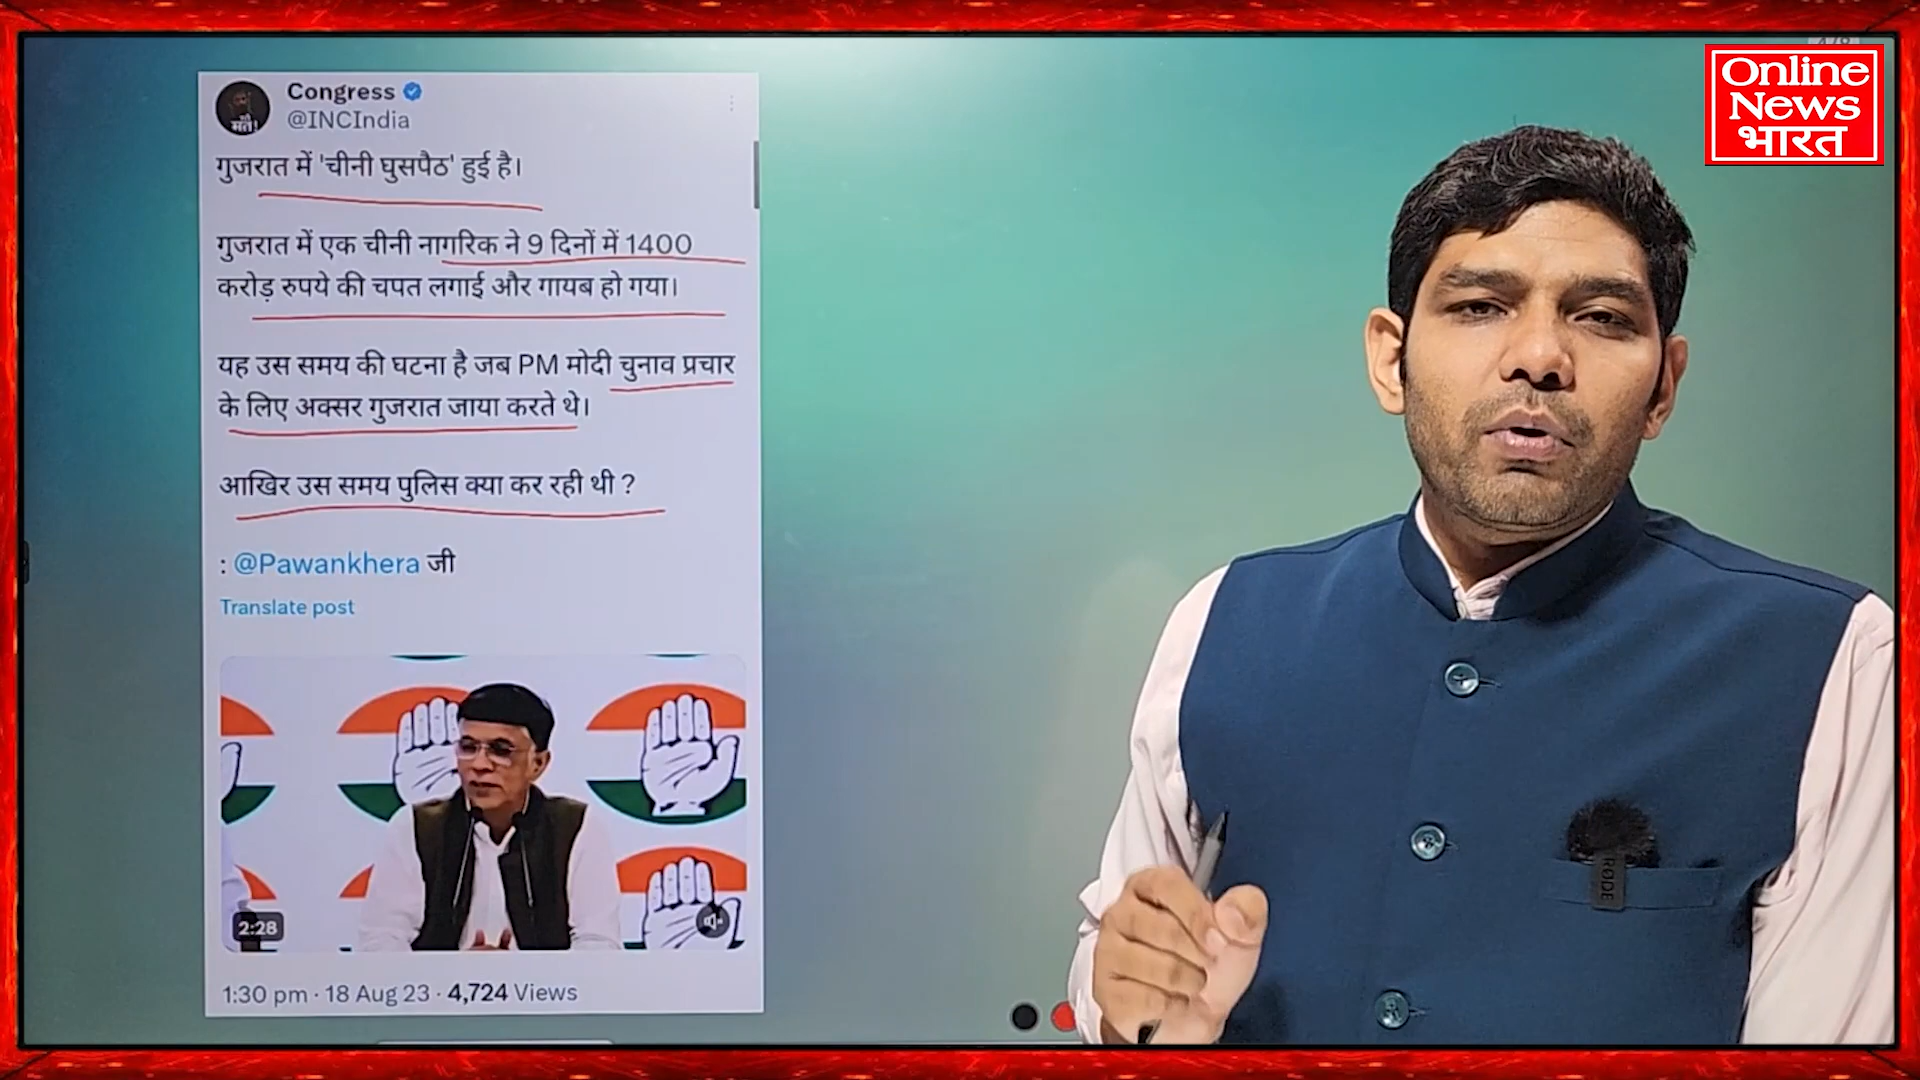 Congress
@INCIndia
गुजरात में 'चीनी घुसपैठ' हुई है।
गुजरात में एक चीनी नागरिक ने 9 दिनों में 1400
करोड़ रुपये की चपत लगाई और गायब हो गया।
यह उस समय की घटना है जब PM मोदी चुनाव प्रचार
के लिए अक्सर गुजरात जाया करते थे।
आखिर उस समय पुलिस क्या कर रही थी ?
: @Pawankhera जी
Translate post
2:28
1:30 pm · 18 Aug 23 · 4,724 Views
Online
News
भारत
RØDE